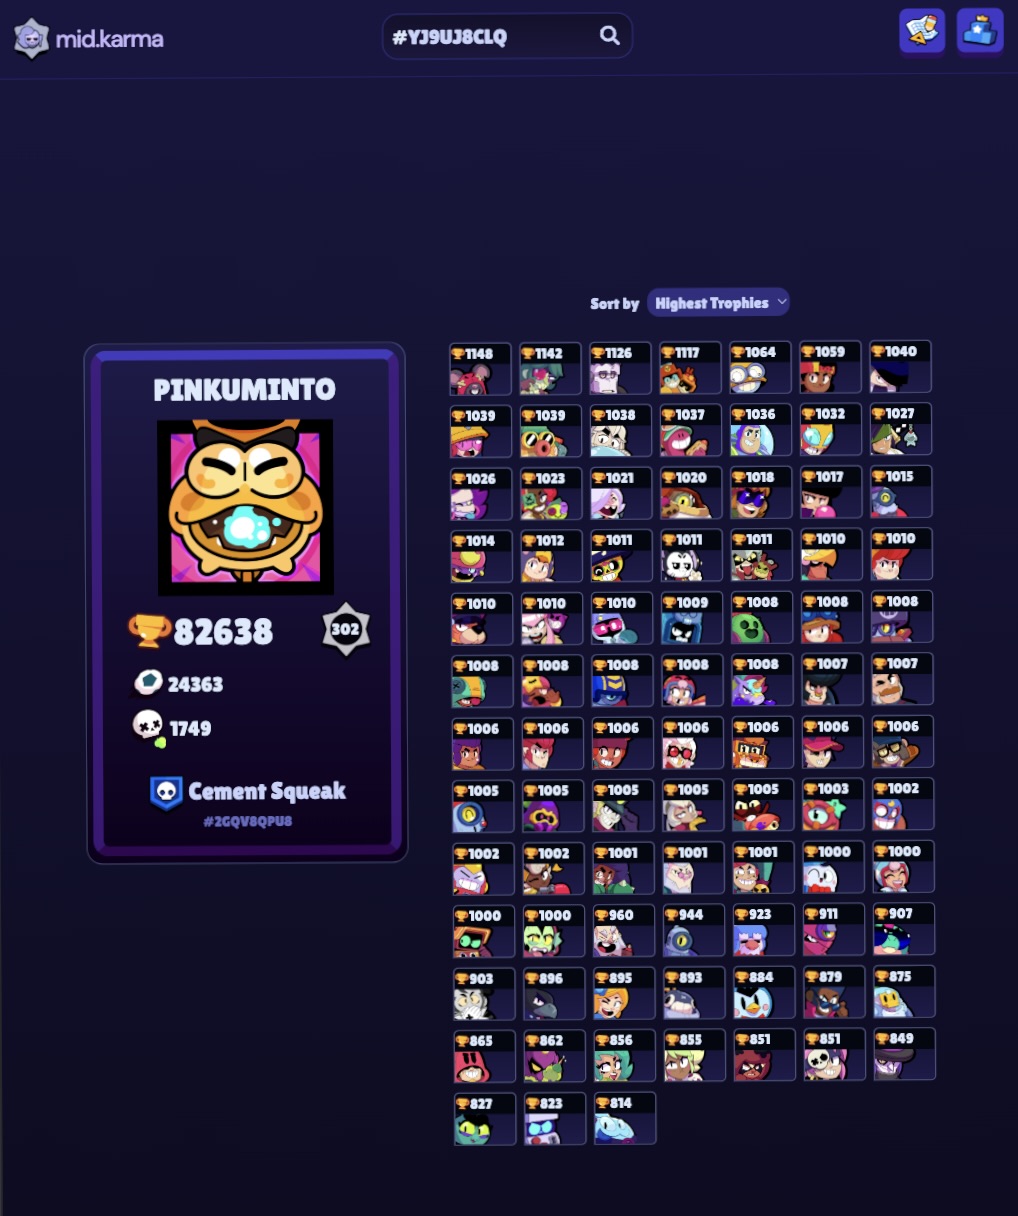 mid.karma
#YJ9UJ8CLQ
Sort by Highest Trophies
PINKUMINTO
82638
302
24363
1749
Cement Squeak
#2GQV8QPU8
1148 1142 1126 1117 1064 1059 1040
1039 1039 1038 1037 1036 1032 1027
1026 1023 1021 1020 1018 1017 1015
1014 1012 1011 1011 1011 1010 1010
1010 1010 1010 1009 1008 1008 1008
1008 1008 1008 1008 1008 1007 1007
1006 1006 1006 1006 1006 1006 1006
1005 1005 1005 1005 1005 1003 1002
1002 1002 1001 1001 1001 1000 1000
1000 1000 960 944 923 911 907
903 896 895 893 884 879 875
865 862 856 855 851 851 849
827 823 814